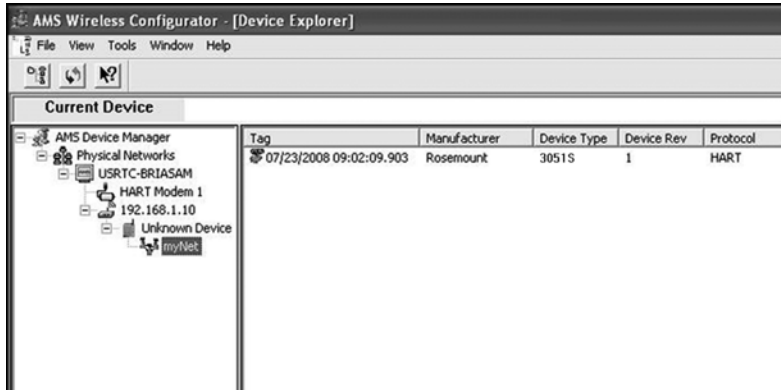 AMS Wireless Configurator - [Device Explorer]
File View Tools Window Help
Current Device
AMS Device Manager
Physical Networks
USRTC-BRIASAM
HART Modem 1
192.168.1.10
Unknown Device
myNet
Tag Manufacturer Device Type Device Rev Protocol
07/23/2008 09:02:09.903 Rosemount 3051S 1 HART